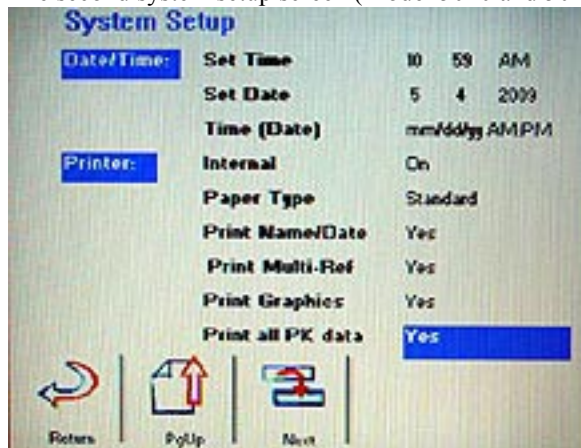 System Setup
Date/Time: Set Time 10 59 AM
Set Date 5 4 2009
Time (Date) mm/dd/yy AM/PM
Printer: Internal On
Paper Type Standard
Print Name/Date Yes
Print Multi-Ref Yes
Print Graphics Yes
Print all PK data Yes
Return PgUp Next